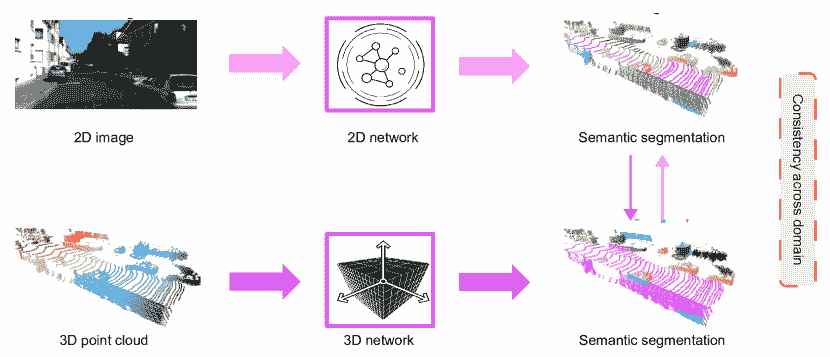 2D image
2D network
Semantic segmentation
Consistency across domain
3D point cloud
3D network
Semantic segmentation